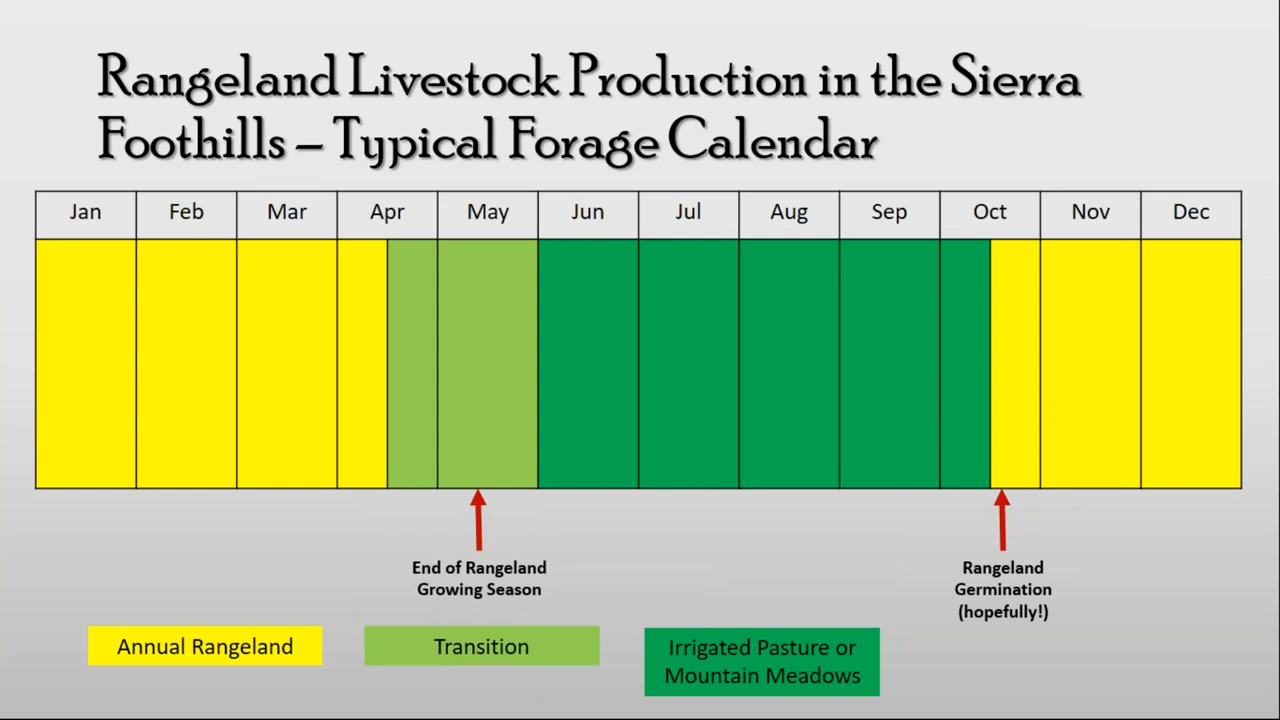 Rangeland Livestock Production in the Sierra
Foothills – Typical Forage Calendar
Jan Feb Mar Apr May Jun Jul Aug Sep Oct Nov Dec
End of Rangeland
Growing Season
Rangeland
Germination
(hopefully!)
Annual Rangeland
Transition
Irrigated Pasture or
Mountain Meadows